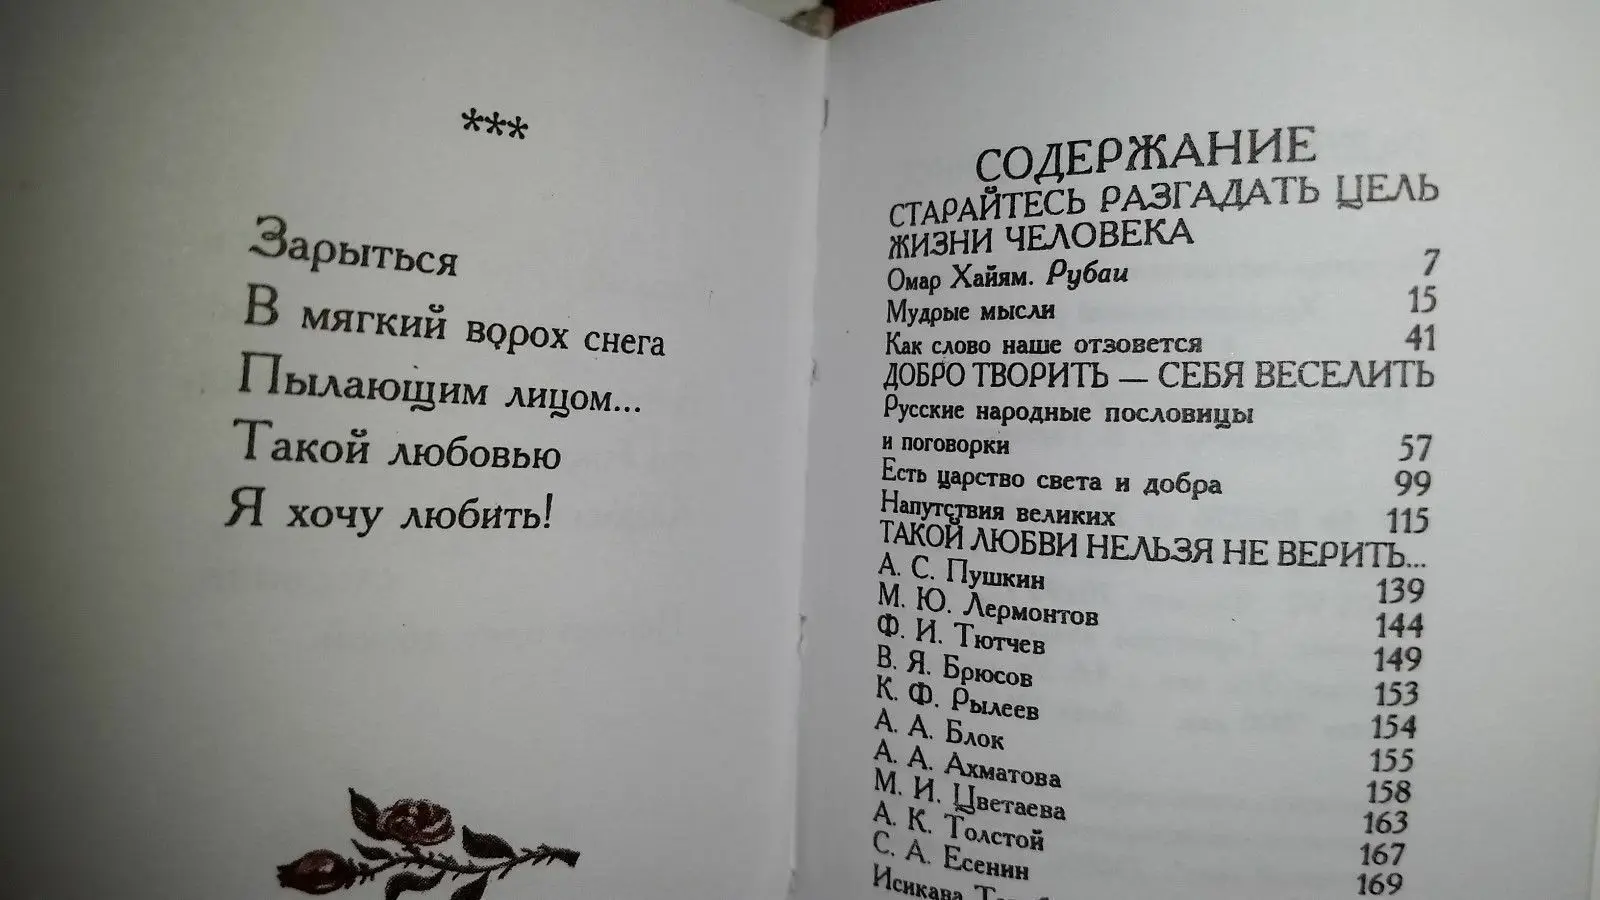 ***
Зарыться
В мягкий ворох снега
Пылающим лицом...
Такой любовью
Я хочу любить!
СОДЕРЖАНИЕ
СТАРАЙТЕСЬ РАЗГАДАТЬ ЦЕЛЬ
ЖИЗНИ ЧЕЛОВЕКА
Омар Хайям. Рубаи 7
Мудрые мысли 15
Как слово наше отзовется 41
ДОБРО ТВОРИТЬ — СЕБЯ ВЕСЕЛИТЬ
Русские народные пословицы
и поговорки 57
Есть царство света и добра 99
Напутствия великих 115
ТАКОЙ ЛЮБВИ НЕЛЬЗЯ НЕ ВЕРИТЬ...
А. С. Пушкин 139
М. Ю. Лермонтов 144
Ф. И. Тютчев 149
В. Я. Брюсов 153
К. Ф. Рылеев 154
А. А. Блок 155
А. А. Ахматова 158
М. И. Цветаева 163
А. К. Толстой 167
С. А. Есенин 169
Исикава